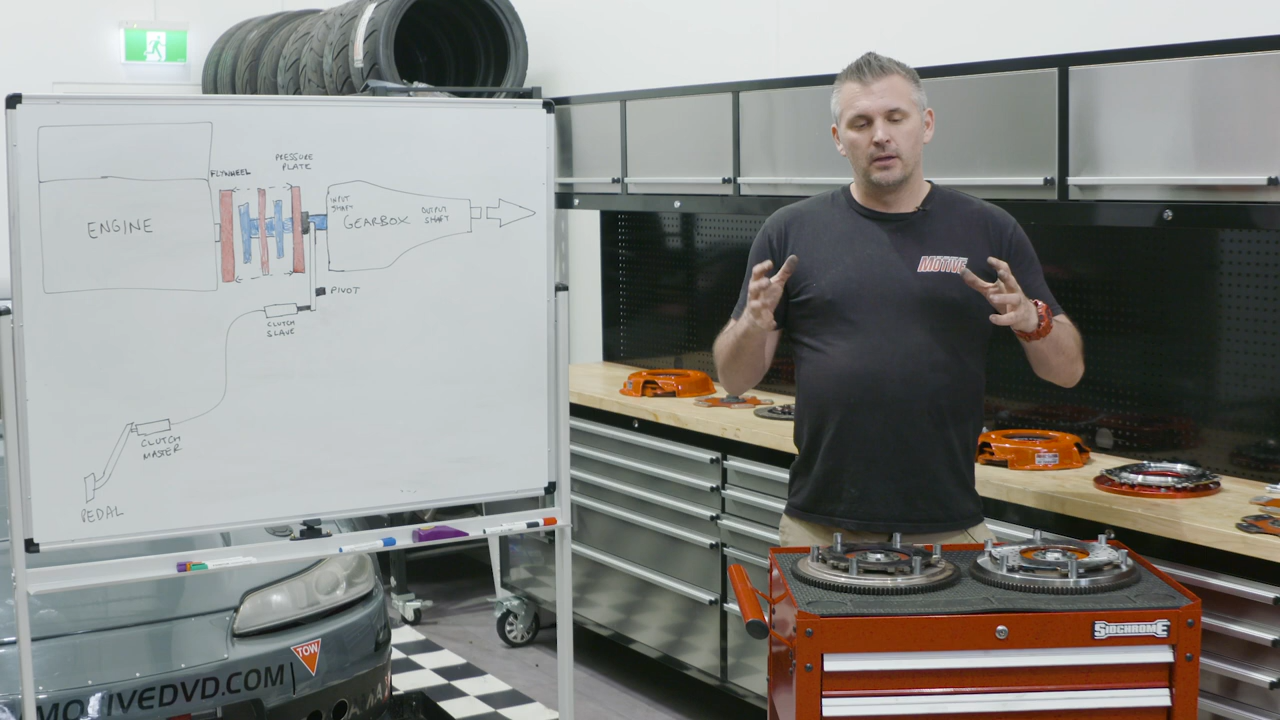 PRESSURE
PLATE
FLYWHEEL
INPUT
SHAFT
ENGINE
GEARBOX
OUTPUT
SHAFT
PIVOT
CLUTCH
SLAVE
CLUTCH
MASTER
PEDAL
MOTIVE
TOW
MOTIVEDVD.COM
SIDCHROME